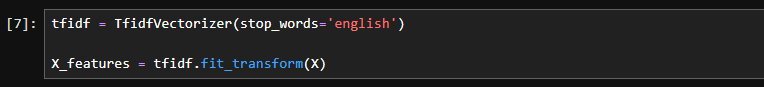 [7]: tfidf = TfidfVectorizer(stop_words='english')
X_features = tfidf.fit_transform(X)